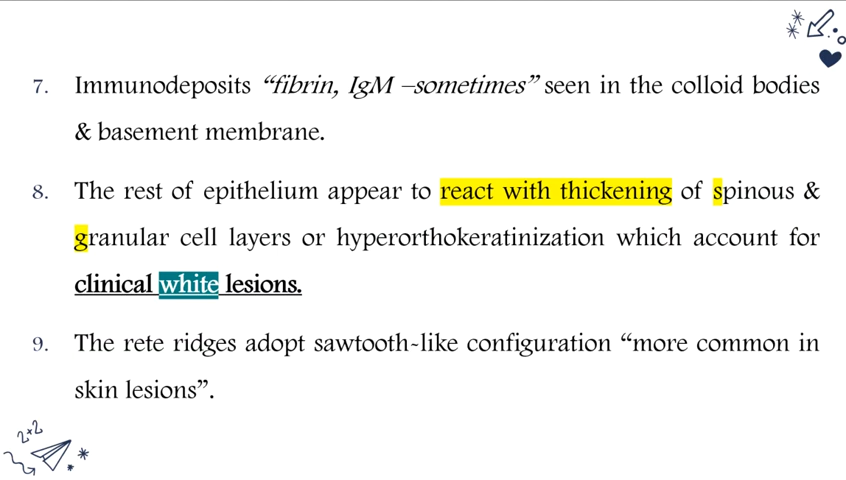 7. Immunodeposits “fibrin, IgM –sometimes” seen in the colloid bodies
& basement membrane.
8. The rest of epithelium appear to react with thickening of spinous &
granular cell layers or hyperorthokeratinization which account for
clinical white lesions.
9. The rete ridges adopt sawtooth-like configuration “more common in
skin lesions”.
2×2